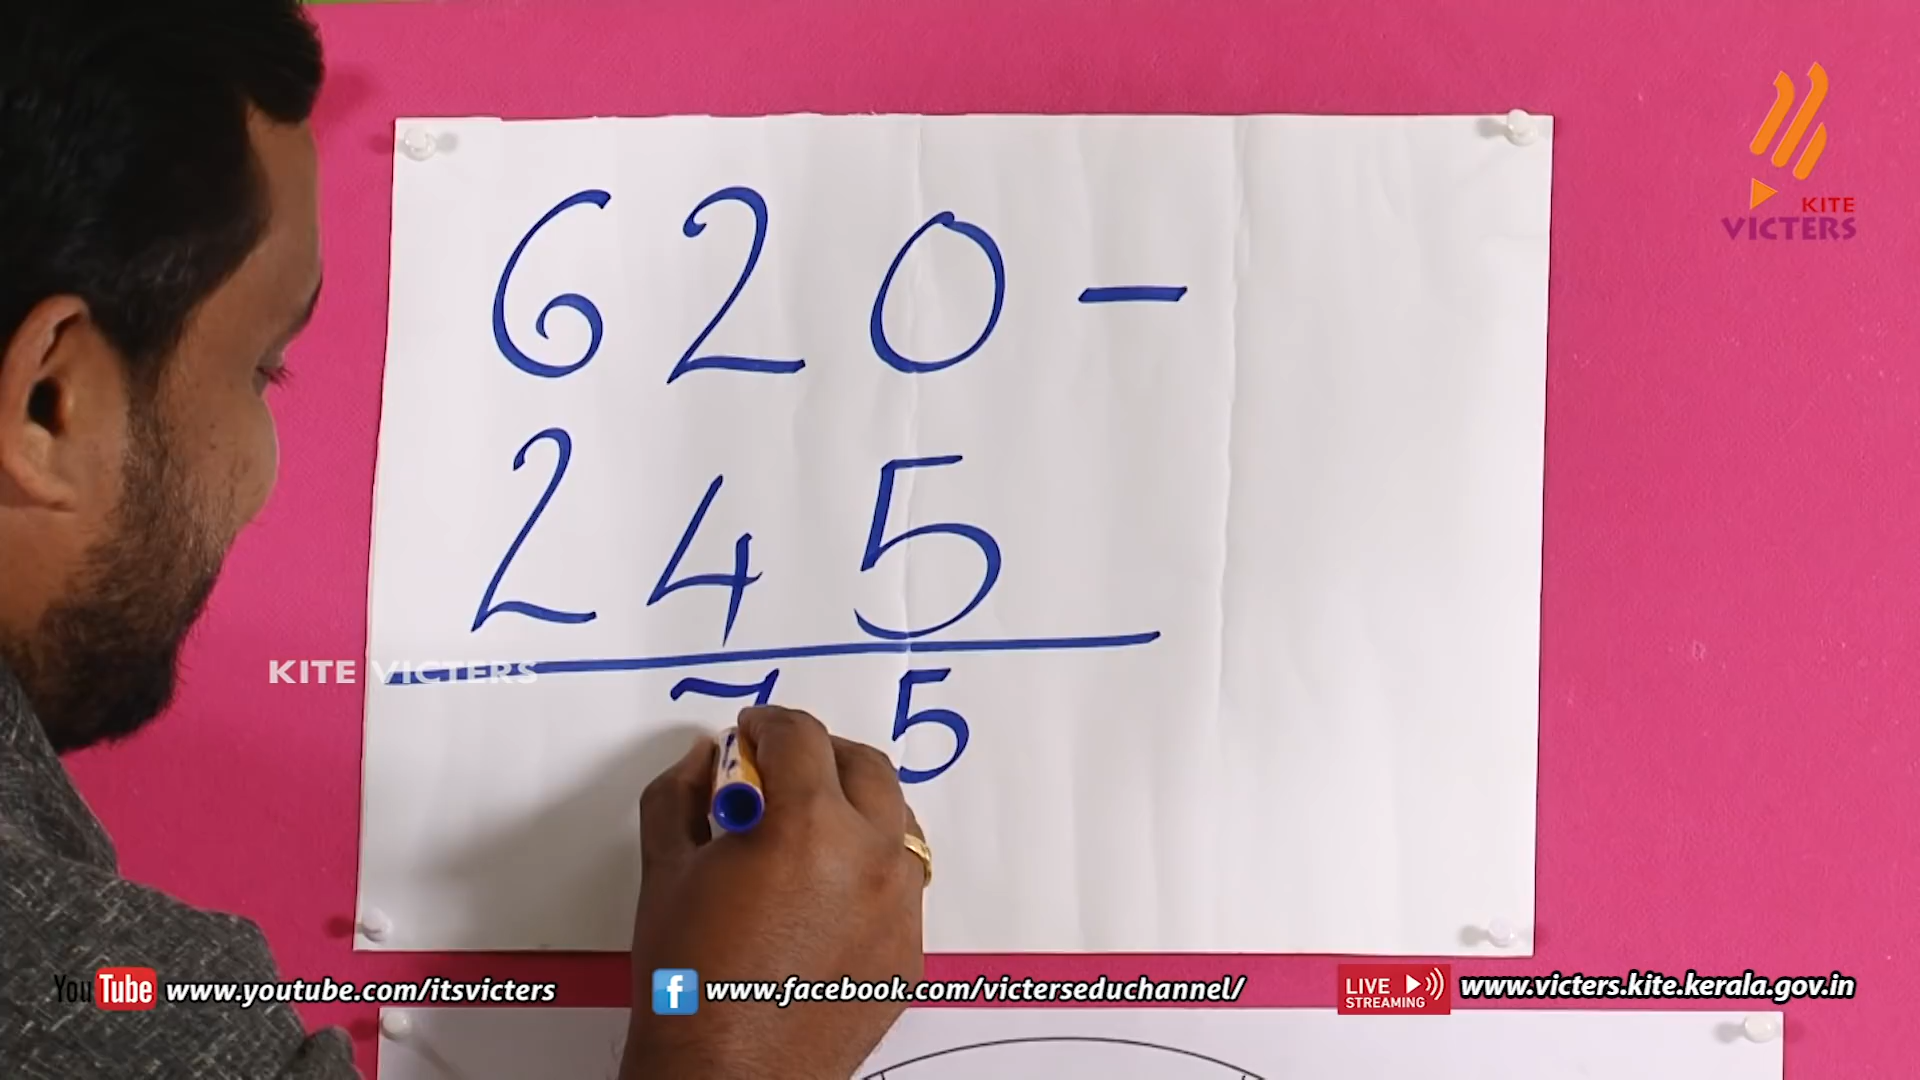 KITE
VICTERS
620-
245
KITE VICTERS
75
YouTube www.youtube.com/itsvicters
f www.facebook.com/victerseduchannel/
LIVE STREAMING www.victers.kite.kerala.gov.in